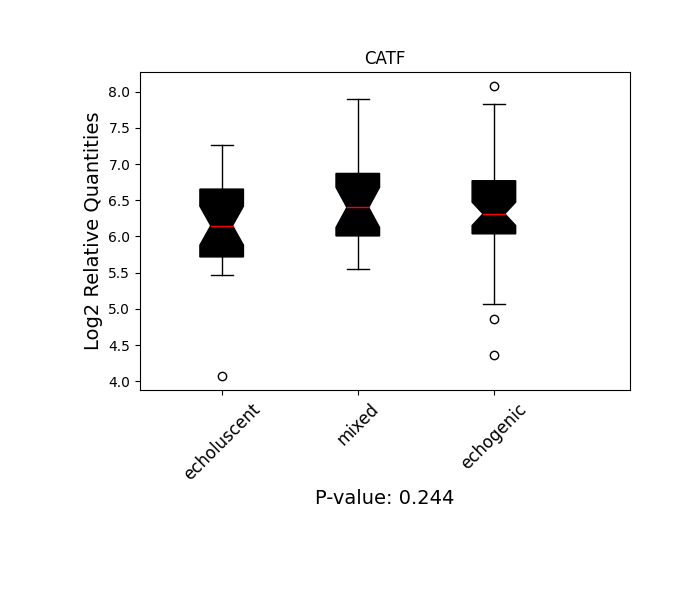 CATF
Log2 Relative Quantities
8.0
7.5
7.0
6.5
6.0
5.5
5.0
4.5
4.0
echoluscent
mixed
echogenic
P-value: 0.244